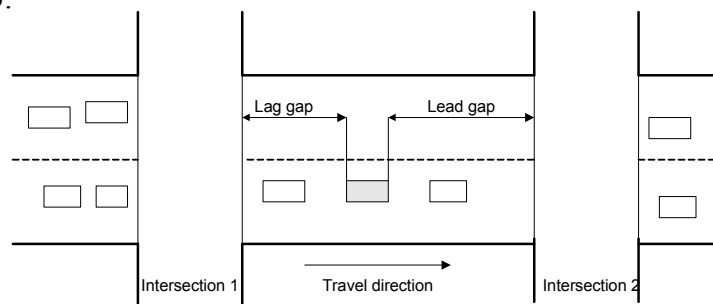 Lag gap Lead gap
Intersection 1 Travel direction Intersection 2